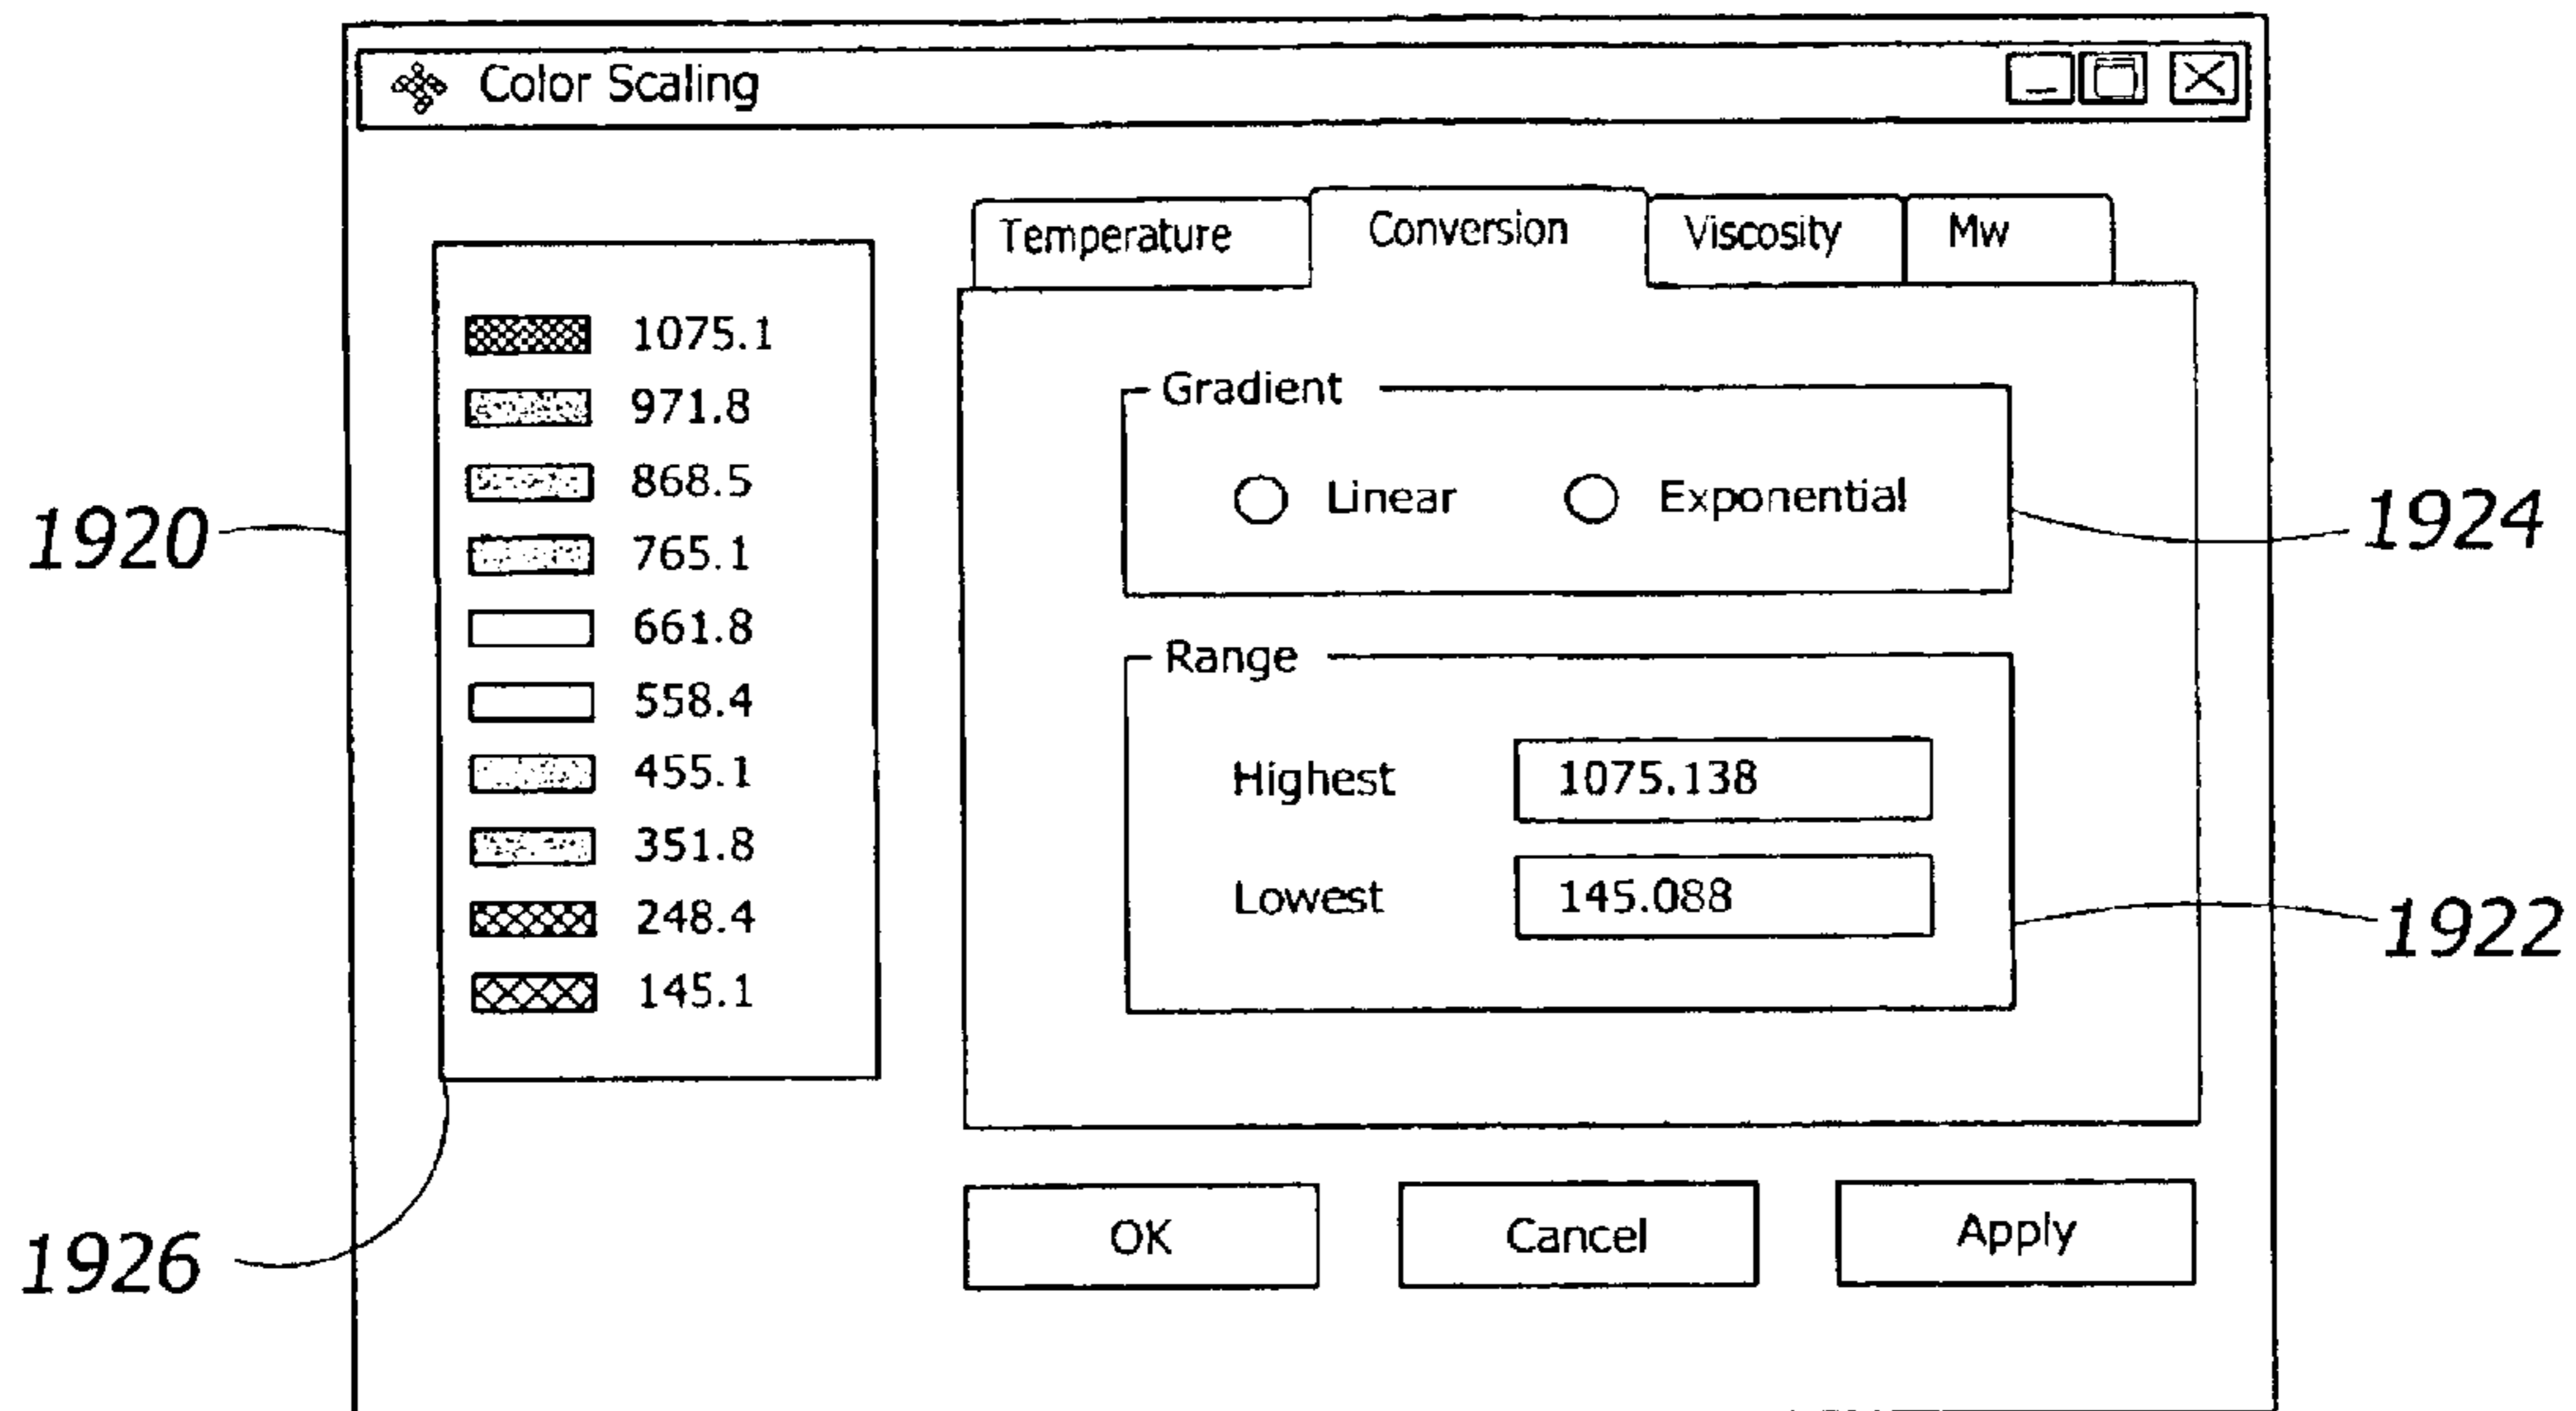 Color Scaling
Temperature Conversion Viscosity Mw
1075.1
971.8
868.5
765.1
661.8
558.4
455.1
351.8
248.4
145.1
Gradient
Linear Exponential
Range
Highest 1075.138
Lowest 145.088
OK Cancel Apply
1920
1924
1922
1926